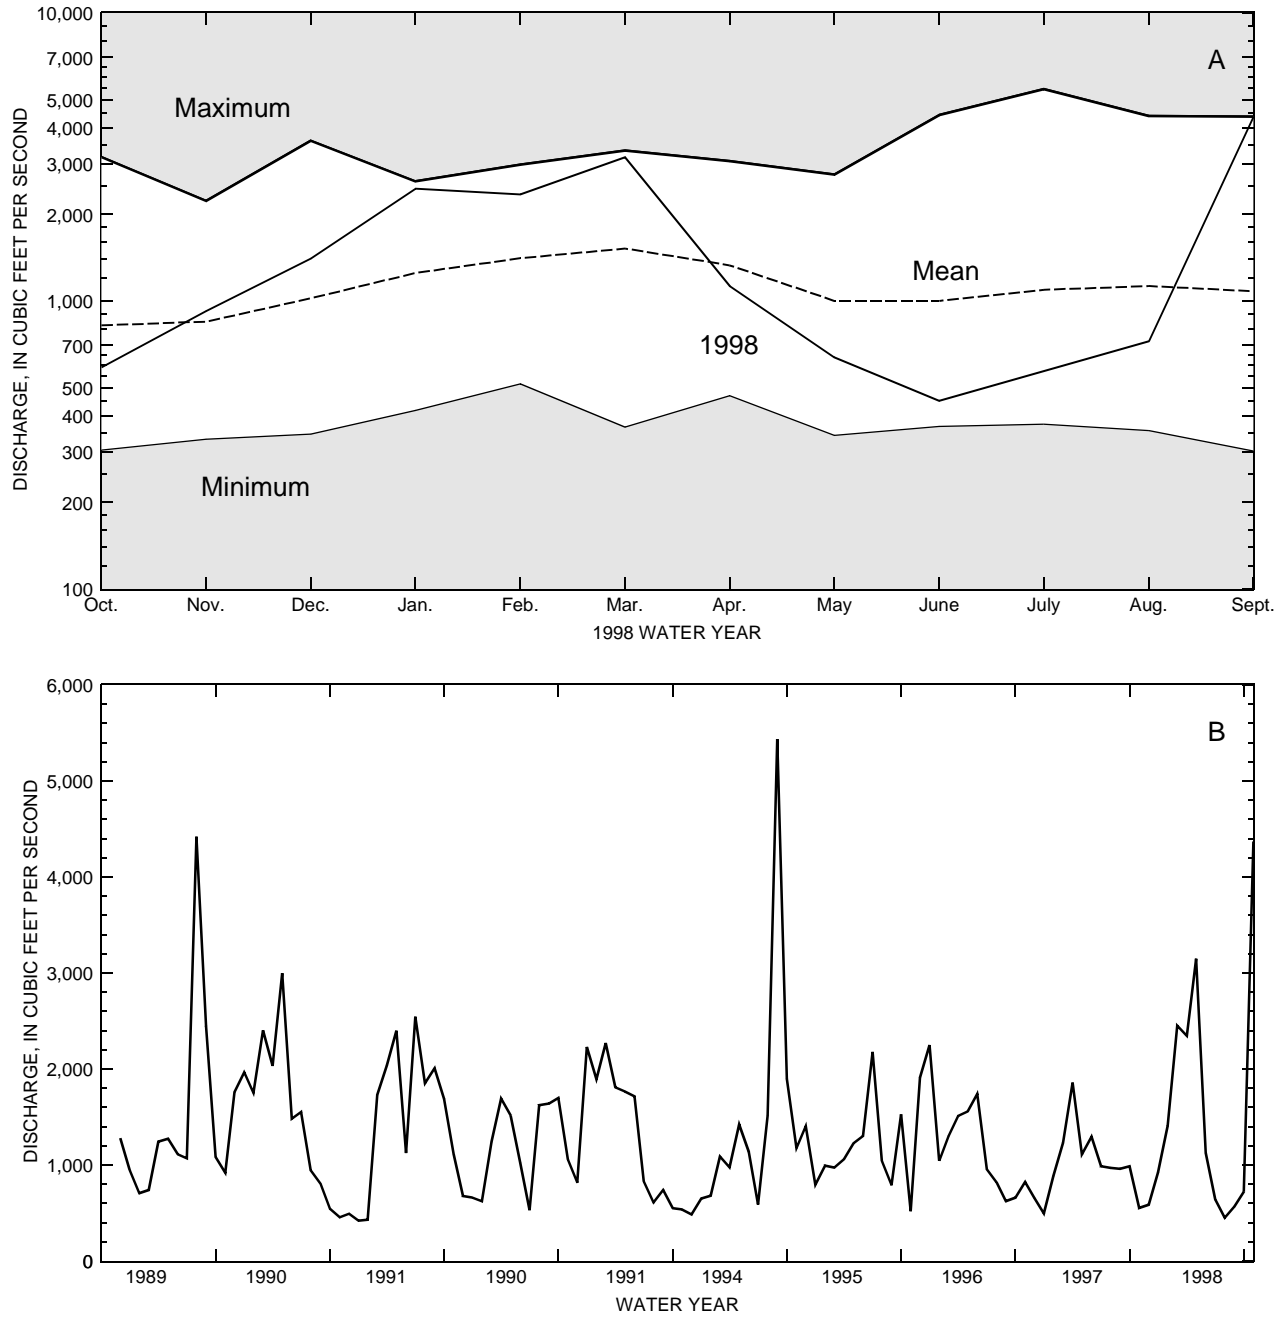 10,000
7,000
5,000
4,000
3,000
2,000
1,000
700
500
400
300
200
100
DISCHARGE, IN CUBIC FEET PER SECOND
A
Maximum
Mean
1998
Minimum
Oct. Nov. Dec. Jan. Feb. Mar. Apr. May June July Aug. Sept.
1998 WATER YEAR
6,000
5,000
4,000
3,000
2,000
1,000
0
DISCHARGE, IN CUBIC FEET PER SECOND
B
1989 1990 1991 1990 1991 1994 1995 1996 1997 1998
WATER YEAR